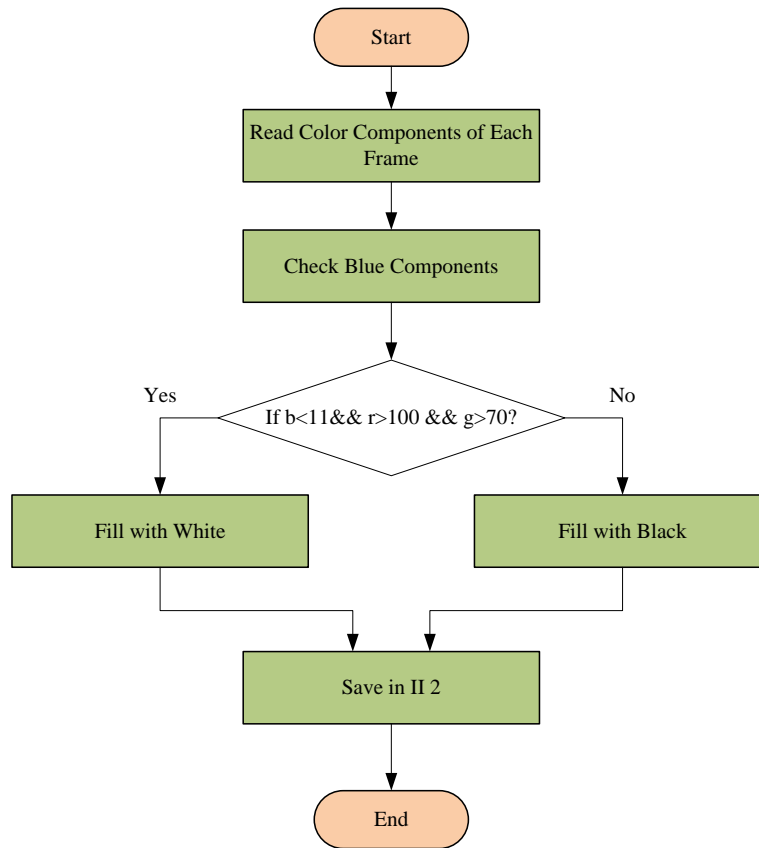 Start
Read Color Components of Each
Frame
Check Blue Components
Yes
No
If b<11&& r>100 && g>70?
Fill with White
Fill with Black
Save in II 2
End